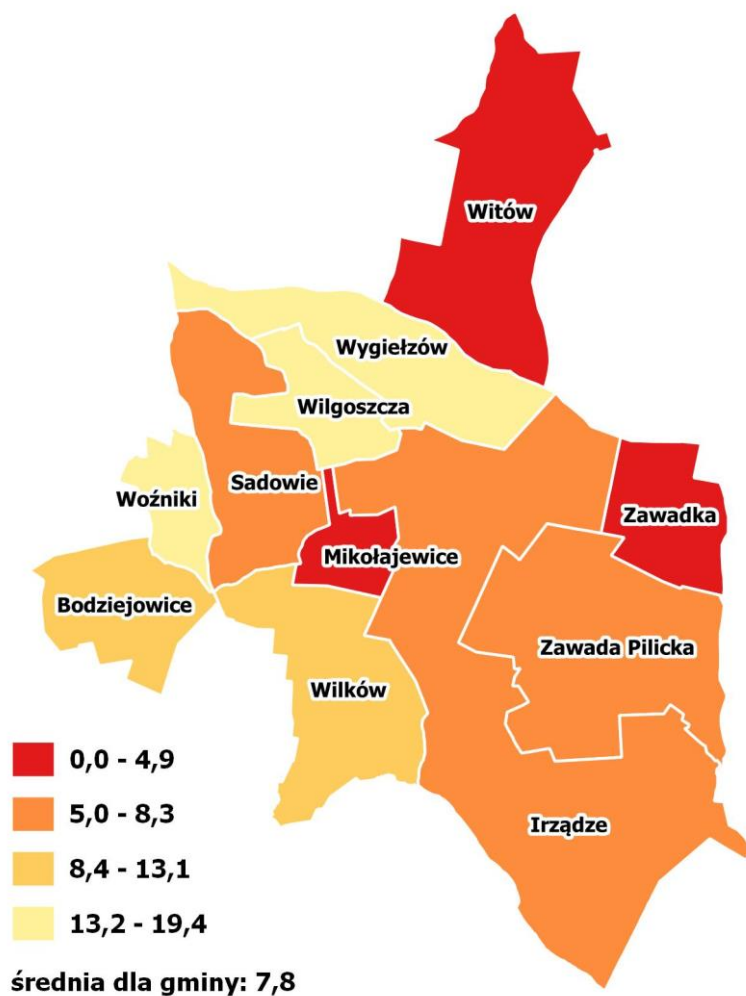 Witów
Wygiełzów
Wilgoszcza
Woźniki
Sadowie
Zawadka
Mikołajewice
Bodziejowice
Zawada Pilicka
Wilków
Irządze
0,0 - 4,9
5,0 - 8,3
8,4 - 13,1
13,2 - 19,4
średnia dla gminy: 7,8